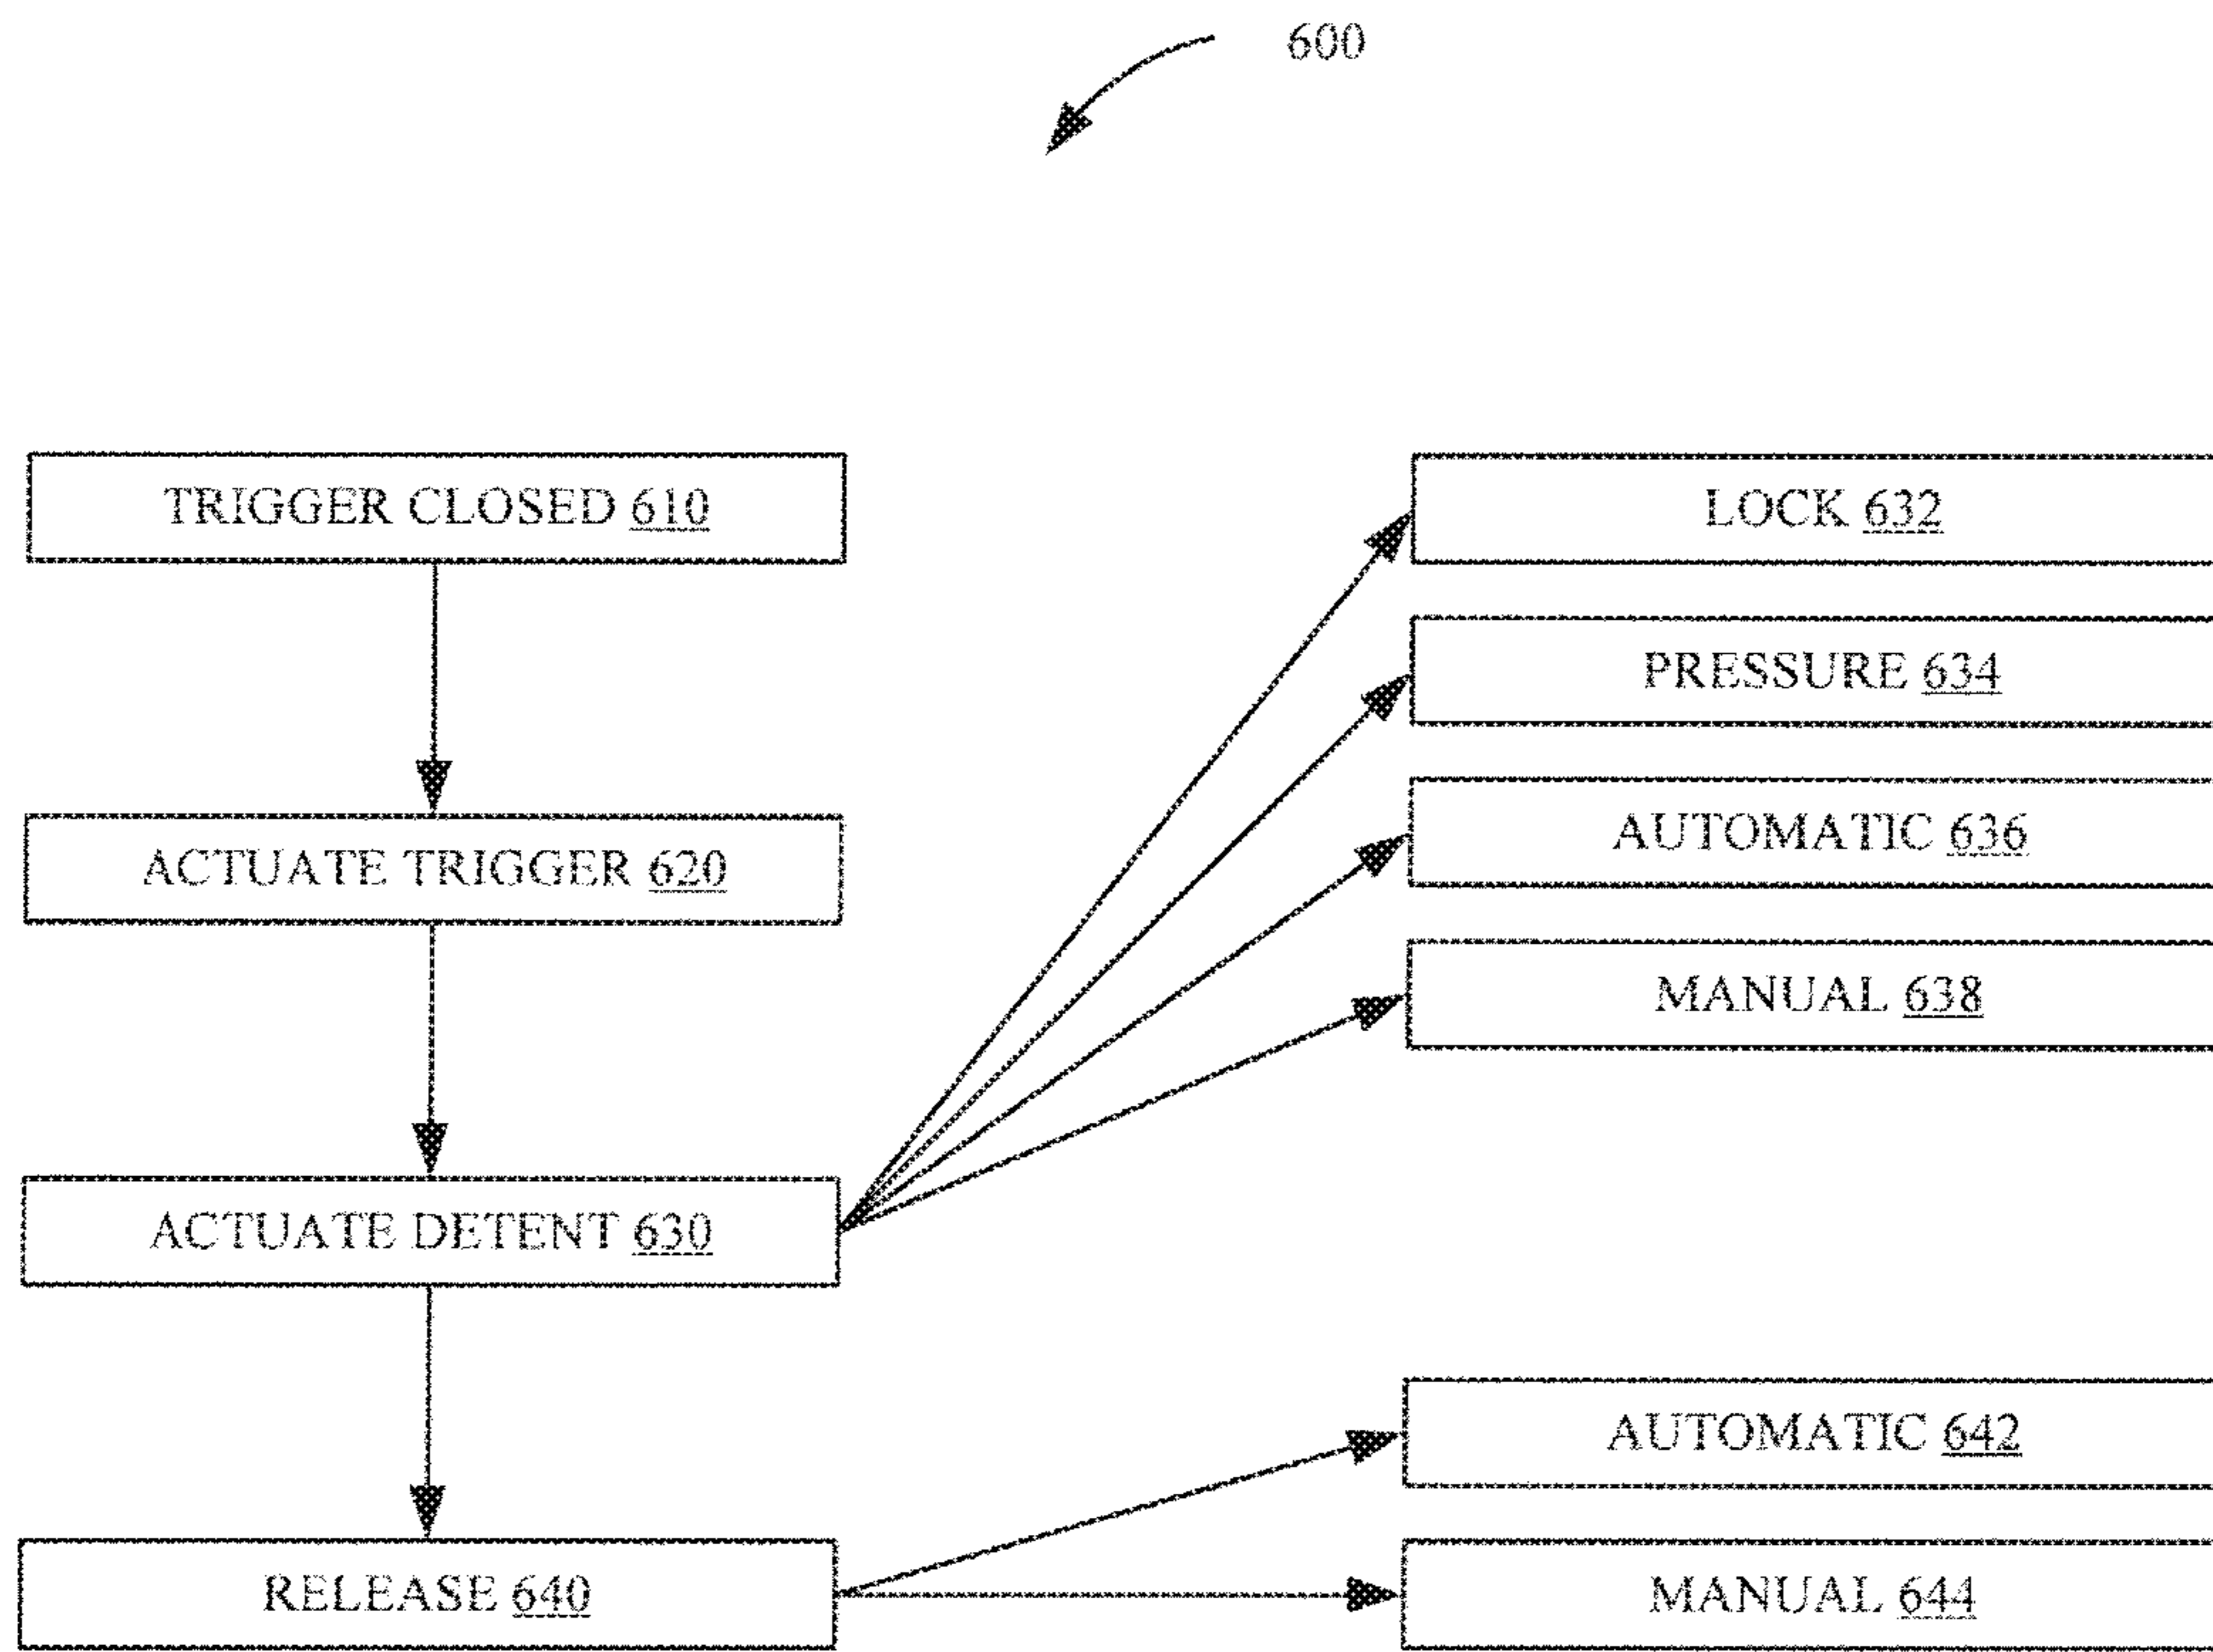 600
TRIGGER CLOSED 610
LOCK 632
PRESSURE 634
ACTUATE TRIGGER 620
AUTOMATIC 636
MANUAL 638
ACTUATE DETENT 630
AUTOMATIC 642
RELEASE 640
MANUAL 644